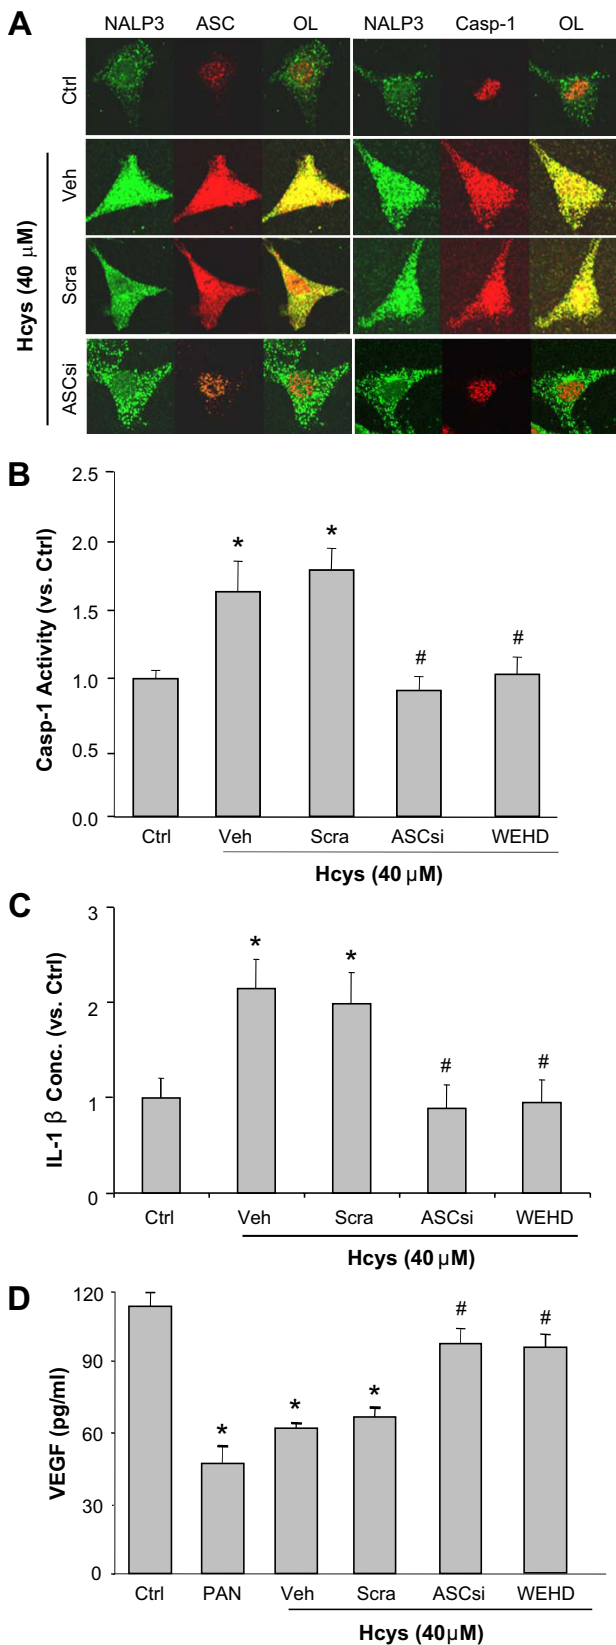 A
NALP3 ASC OL NALP3 Casp-1 OL
Ctrl
Hcys (40 μM)
Veh
Scra
ASCsi
B
Casp-1 Activity (vs. Ctrl)
2.5
2.0
1.5
1.0
0.5
0.0
* * # #
Ctrl Veh Scra ASCsi WEHD
Hcys (40 μM)
C
IL-1 β Conc. (vs. Ctrl)
3
2
1
0
* * # #
Ctrl Veh Scra ASCsi WEHD
Hcys (40 μM)
D
VEGF (pg/ml)
120
90
60
30
0
* * * # #
Ctrl PAN Veh Scra ASCsi WEHD
Hcys (40μM)